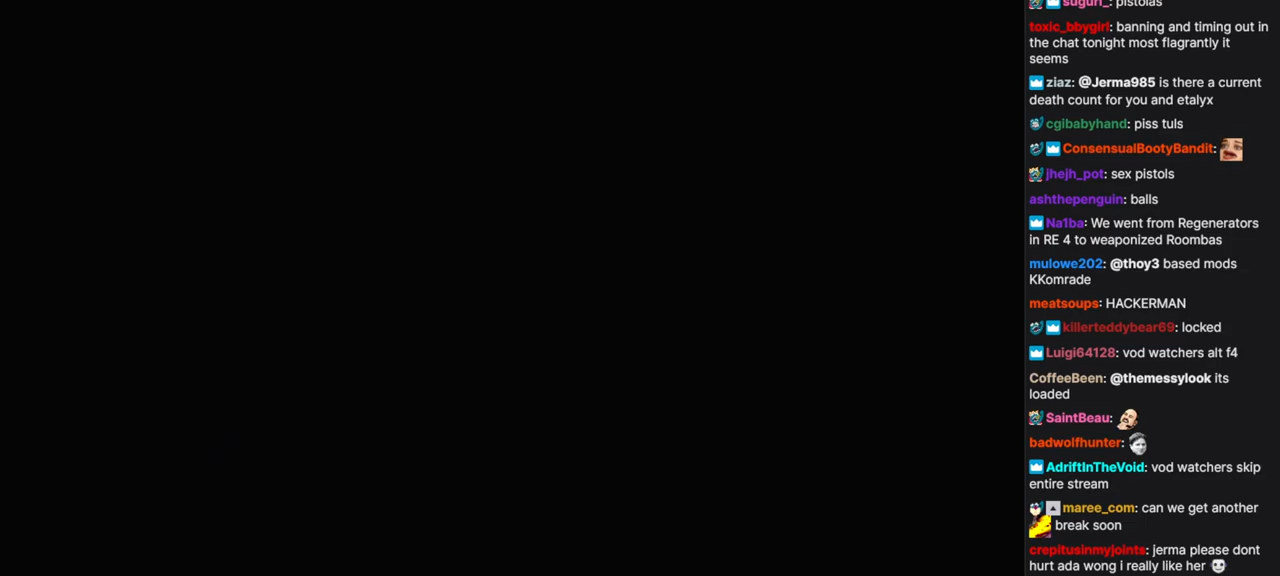 suguri_: pistolas
toxic_bbygirl: banning and timing out in
the chat tonight most flagrantly it
seems
ziaz: @Jerma985 is there a current
death count for you and etalyx
cgibabyhand: piss tuls
ConsensualBootyBandit:
jhejh_pot: sex pistols
ashthepenguin: balls
Na1ba: We went from Regenerators
in RE 4 to weaponized Roombas
mulowe202: @thoy3 based mods
KKomrade
meatsoups: HACKERMAN
killerteddybear69: locked
Luigi64128: vod watchers alt f4
CoffeeBeen: @themessylook its
loaded
SaintBeau:
badwolfhunter:
AdriftInTheVoid: vod watchers skip
entire stream
maree_com: can we get another
break soon
crepitusinmyjoints: jerma please dont
hurt ada wong i really like her